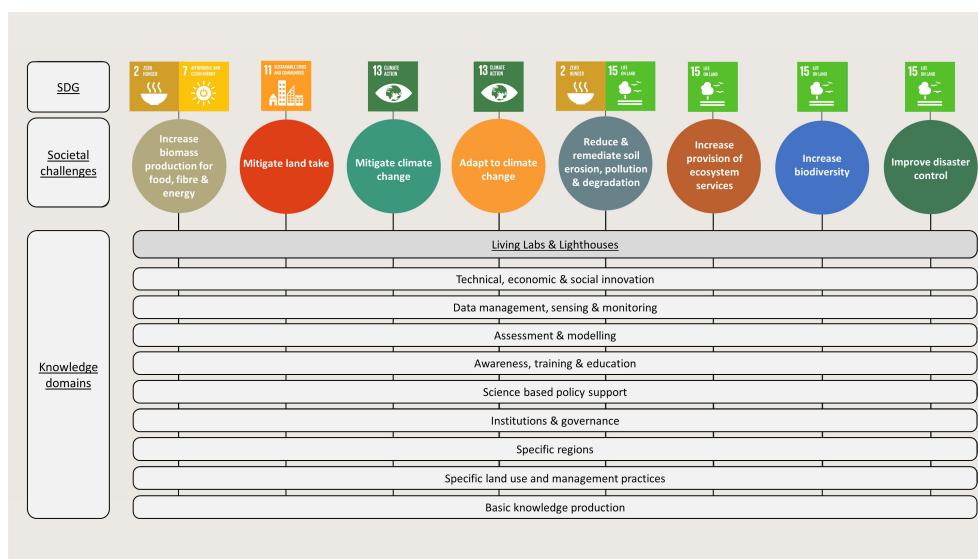 SDG
2 ZERO
HUNGER
7 AFFORDABLE AND
CLEAN ENERGY
11 SUSTAINABLE CITIES
AND COMMUNITIES
13 CLIMATE
ACTION
13 CLIMATE
ACTION
2 ZERO
HUNGER
15 LIFE
ON LAND
15 LIFE
ON LAND
15 LIFE
ON LAND
15 LIFE
ON LAND
Societal
challenges
Increase
biomass
production for
food, fibre &
energy
Mitigate land take
Mitigate climate
change
Adapt to climate
change
Reduce &
remediate soil
erosion, pollution
& degradation
Increase
provision of
ecosystem
services
Increase
biodiversity
Improve disaster
control
Knowledge
domains
Living Labs & Lighthouses
Technical, economic & social innovation
Data management, sensing & monitoring
Assessment & modelling
Awareness, training & education
Science based policy support
Institutions & governance
Specific regions
Specific land use and management practices
Basic knowledge production